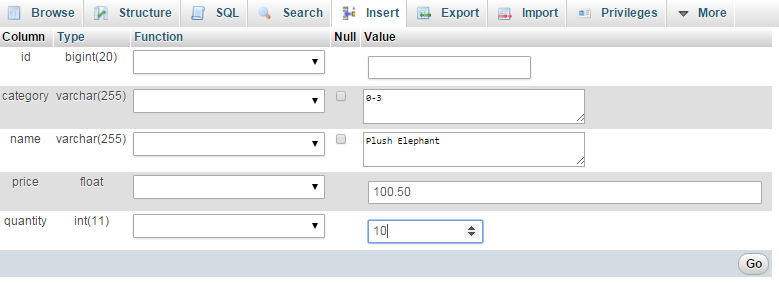 Browse Structure SQL Search Insert Export Import Privileges More
Column Type Function Null Value
id bigint(20)
category varchar(255) 0-3
name varchar(255) Plush Elephant
price float 100.50
quantity int(11) 10
Go